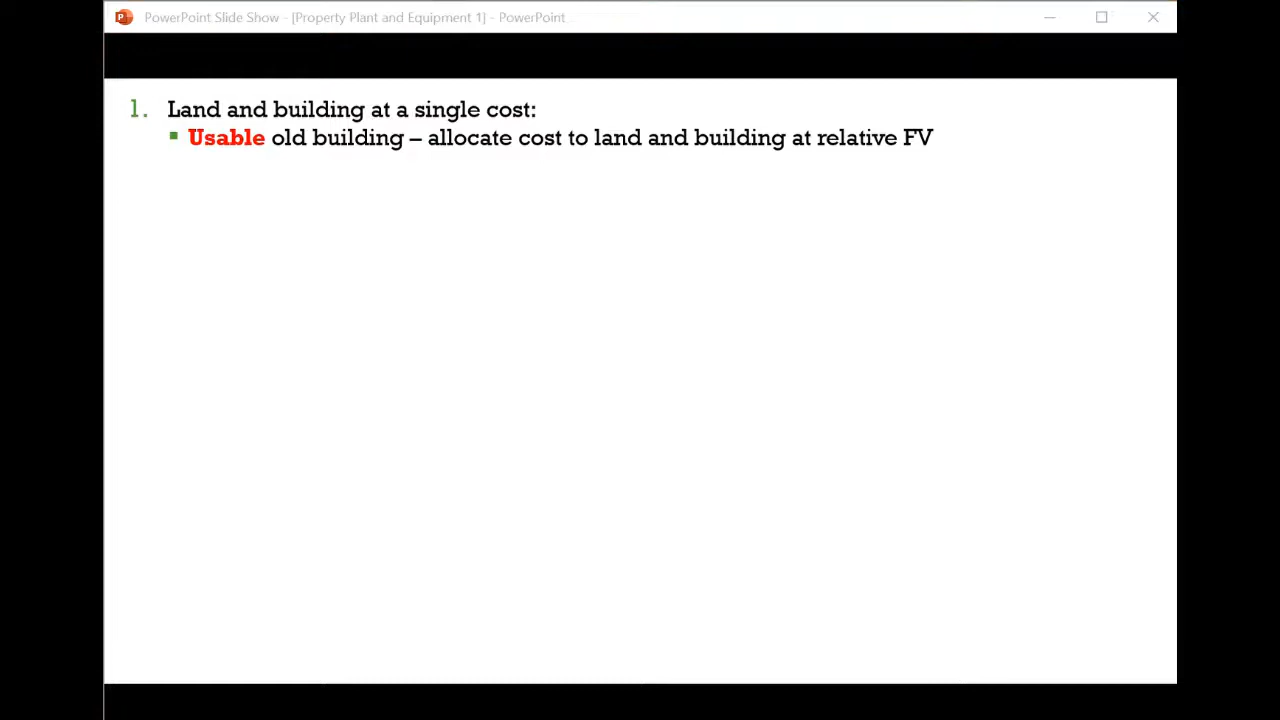 PowerPoint Slide Show - [Property Plant and Equipment 1] - PowerPoint
1. Land and building at a single cost:
▪ Usable old building – allocate cost to land and building at relative FV